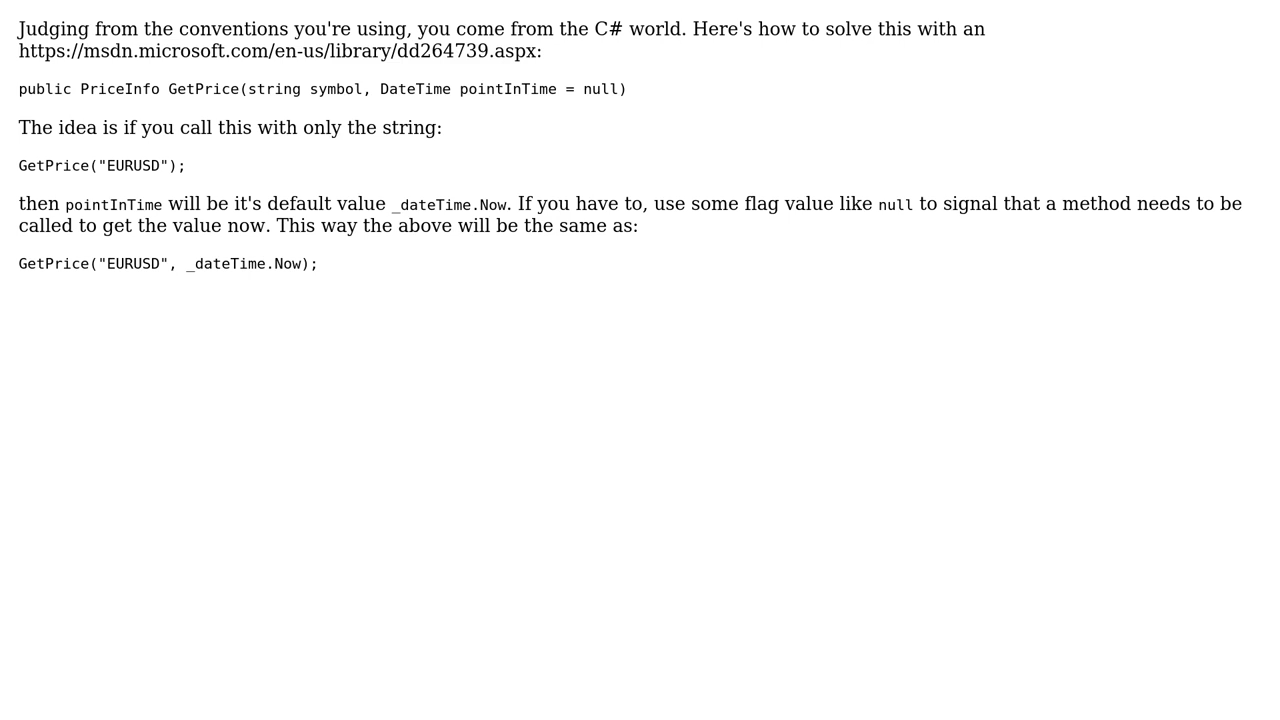 Judging from the conventions you're using, you come from the C# world. Here's how to solve this with an
https://msdn.microsoft.com/en-us/library/dd264739.aspx:
public PriceInfo GetPrice(string symbol, DateTime pointInTime = null)
The idea is if you call this with only the string:
GetPrice("EURUSD");
then pointInTime will be it's default value _dateTime.Now. If you have to, use some flag value like null to signal that a method needs to be
called to get the value now. This way the above will be the same as:
GetPrice("EURUSD", _dateTime.Now);